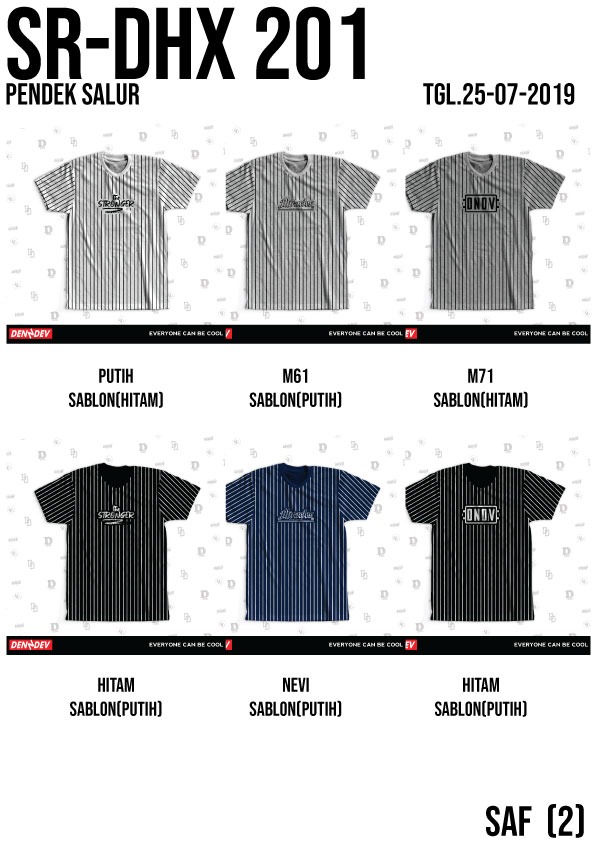 SR-DHX 201
PENDEK SALUR
TGL.25-07-2019
BE STRONGER
DNDV
DENDEV
EVERYONE CAN BE COOL
EVERYONE CAN BE COOL EV
EVERYONE CAN BE COOL
PUTIH
SABLON(HITAM)
M61
SABLON(PUTIH)
M71
SABLON(HITAM)
STRONGER
DNDV
DENDEV
EVERYONE CAN BE COOL
EVERYONE CAN BE COOL EV
EVERYONE CAN BE COOL
HITAM
SABLON(PUTIH)
NEVI
SABLON(PUTIH)
HITAM
SABLON(PUTIH)
SAF (2)